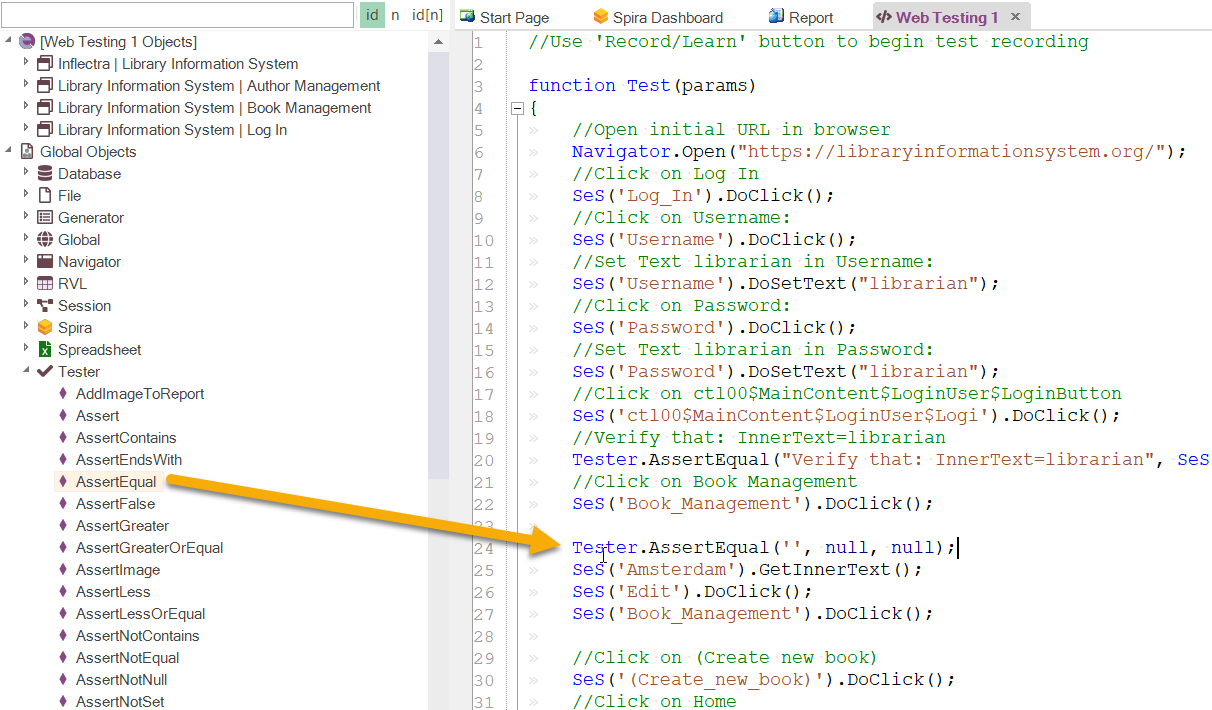 id n id[n]
[Web Testing 1 Objects]
Inflectra | Library Information System
Library Information System | Author Management
Library Information System | Book Management
Library Information System | Log In
Global Objects
Database
File
Generator
Global
Navigator
RVL
Session
Spira
Spreadsheet
Tester
AddImageToReport
Assert
AssertContains
AssertEndsWith
AssertEqual
AssertFalse
AssertGreater
AssertGreaterOrEqual
AssertImage
AssertLess
AssertLessOrEqual
AssertNotContains
AssertNotEqual
AssertNotNull
AssertNotSet
Start Page Spira Dashboard Report </> Web Testing 1 ×
1 //Use 'Record/Learn' button to begin test recording
2
3 function Test(params)
4 {
5 //Open initial URL in browser
6 Navigator.Open("https://libraryinformationsystem.org/");
7 //Click on Log In
8 SeS('Log_In').DoClick();
9 //Click on Username:
10 SeS('Username').DoClick();
11 //Set Text librarian in Username:
12 SeS('Username').DoSetText("librarian");
13 //Click on Password:
14 SeS('Password').DoClick();
15 //Set Text librarian in Password:
16 SeS('Password').DoSetText("librarian");
17 //Click on ctl00$MainContent$LoginUser$LoginButton
18 SeS('ctl00$MainContent$LoginUser$Logi').DoClick();
19 //Verify that: InnerText=librarian
20 Tester.AssertEqual("Verify that: InnerText=librarian", SeS
21 //Click on Book Management
22 SeS('Book_Management').DoClick();
23
24 Tester.AssertEqual('', null, null);
25 SeS('Amsterdam').GetInnerText();
26 SeS('Edit').DoClick();
27 SeS('Book_Management').DoClick();
28
29 //Click on (Create new book)
30 SeS('(Create_new_book)').DoClick();
31 //Click on Home